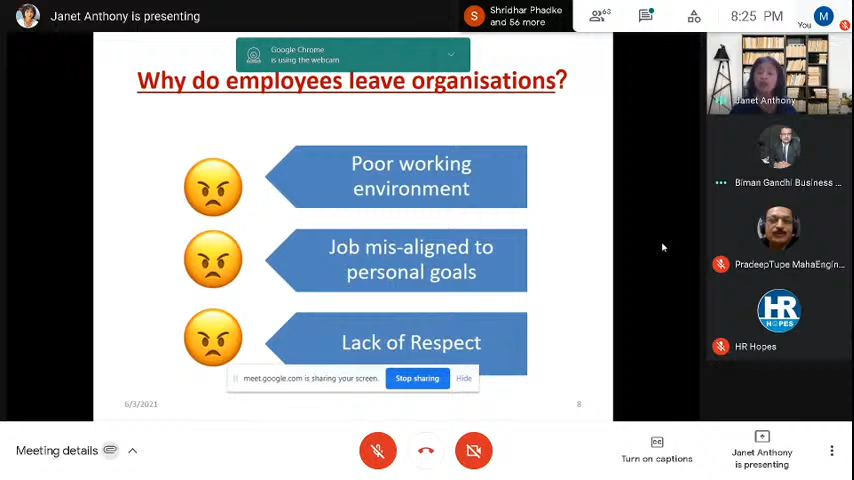 Janet Anthony is presenting
S
Shridhar Phadke
and 56 more
63
8:25 PM
You
M
Google Chrome
is using the webcam
Why do employees leave organisations?
Janet Anthony
Poor working
environment
Biman Gandhi Business ...
Job mis-aligned to
personal goals
PradeepTupe MahaEngin...
Lack of Respect
HR
HOPES
HR Hopes
meet.google.com is sharing your screen.
Stop sharing
Hide
6/3/2021
8
Meeting details
Turn on captions
Janet Anthony
is presenting